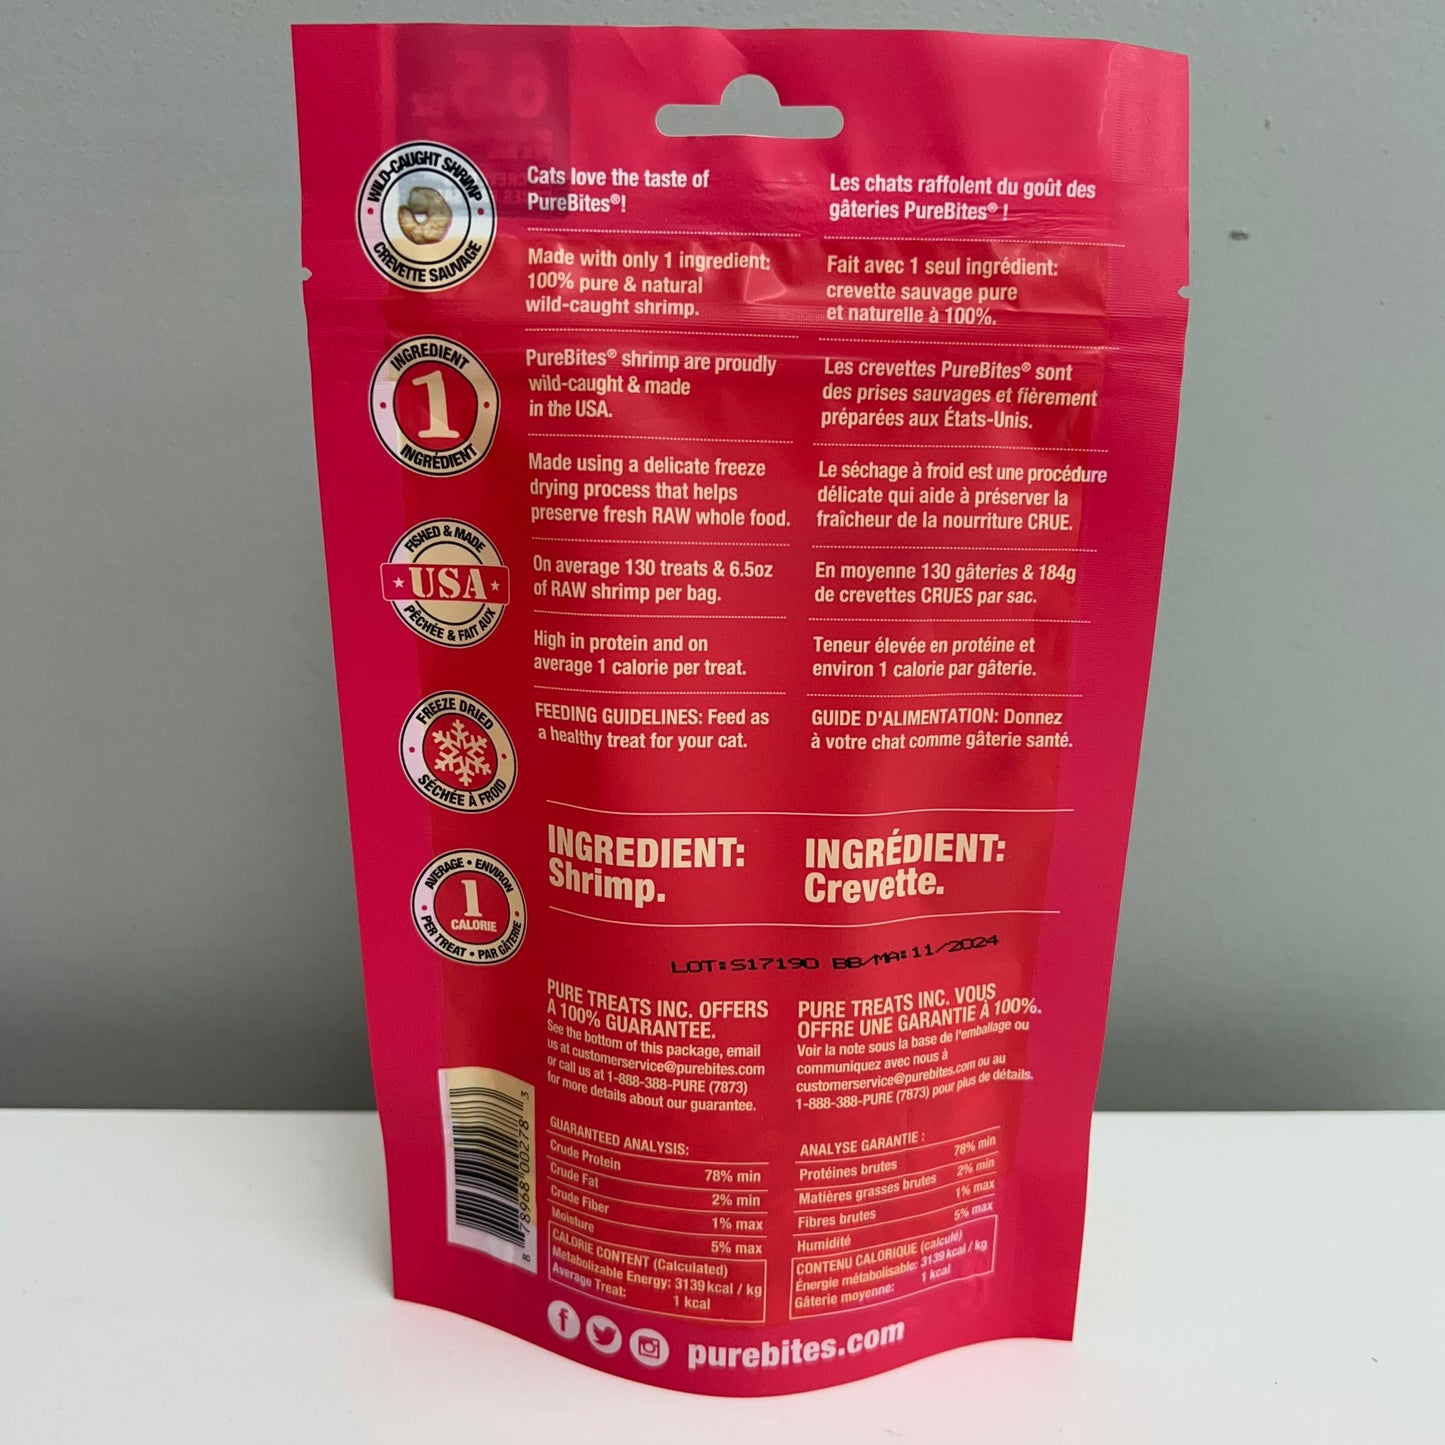 WILD-CAUGHT SHRIMP
CREVETTE SAUVAGE
INGREDIENT
1
INGRÉDIENT
FISHED & MADE
USA
PÊCHÉE & FAIT AUX
FREEZE DRIED
SÉCHÉE À FROID
AVERAGE • ENVIRON
1
CALORIE
PER TREAT • PAR GÂTERIE
Cats love the taste of
PureBites®!
Made with only 1 ingredient:
100% pure & natural
wild-caught shrimp.
PureBites® shrimp are proudly
wild-caught & made
in the USA.
Made using a delicate freeze
drying process that helps
preserve fresh RAW whole food.
On average 130 treats & 6.5oz
of RAW shrimp per bag.
High in protein and on
average 1 calorie per treat.
FEEDING GUIDELINES: Feed as
a healthy treat for your cat.
Les chats raffolent du goût des
gâteries PureBites® !
Fait avec 1 seul ingrédient:
crevette sauvage pure
et naturelle à 100%.
Les crevettes PureBites® sont
des prises sauvages et fièrement
préparées aux États-Unis.
Le séchage à froid est une procédure
délicate qui aide à préserver la
fraîcheur de la nourriture CRUE.
En moyenne 130 gâteries & 184g
de crevettes CRUES par sac.
Teneur élevée en protéine et
environ 1 calorie par gâterie.
GUIDE D'ALIMENTATION: Donnez
à votre chat comme gâterie santé.
INGREDIENT:
Shrimp.
INGRÉDIENT:
Crevette.
LOT:S17190 BB/MA:11/2024
PURE TREATS INC. OFFERS
A 100% GUARANTEE.
See the bottom of this package, email
us at customerservice@purebites.com
or call us at 1-888-388-PURE (7873)
for more details about our guarantee.
PURE TREATS INC. VOUS
OFFRE UNE GARANTIE À 100%.
Voir la note sous la base de l'emballage ou
communiquez avec nous à
customerservice@purebites.com ou au
1-888-388-PURE (7873) pour plus de détails.
GUARANTEED ANALYSIS:
Crude Protein 78% min
Crude Fat 2% min
Crude Fiber 1% max
Moisture 5% max
CALORIE CONTENT (Calculated)
Metabolizable Energy: 3139 kcal / kg
Average Treat: 1 kcal
ANALYSE GARANTIE :
Protéines brutes 78% min
Matières grasses brutes 2% min
Fibres brutes 1% max
Humidité 5% max
CONTENU CALORIQUE (calculé)
Énergie métabolisable: 3139 kcal / kg
Gâterie moyenne: 1 kcal
8 78968 00278 3
purebites.com